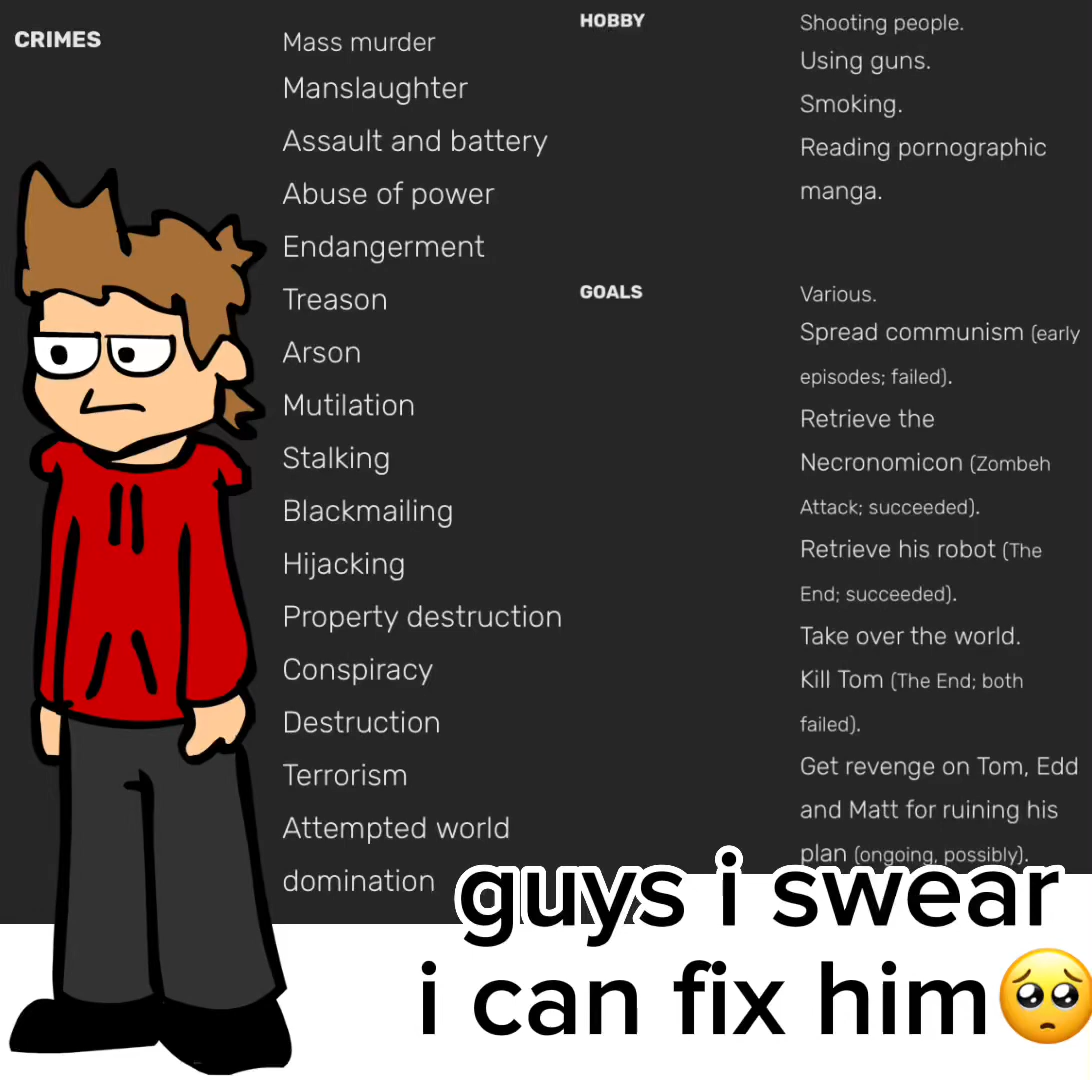 CRIMES
Mass murder
Manslaughter
Assault and battery
Abuse of power
Endangerment
Treason
Arson
Mutilation
Stalking
Blackmailing
Hijacking
Property destruction
Conspiracy
Destruction
Terrorism
Attempted world
domination
HOBBY
Shooting people.
Using guns.
Smoking.
Reading pornographic
manga.
GOALS
Various.
Spread communism (early
episodes; failed).
Retrieve the
Necronomicon (Zombeh
Attack; succeeded).
Retrieve his robot (The
End; succeeded).
Take over the world.
Kill Tom (The End; both
failed).
Get revenge on Tom, Edd
and Matt for ruining his
plan (ongoing, possibly).
guys i swear
i can fix him🥺